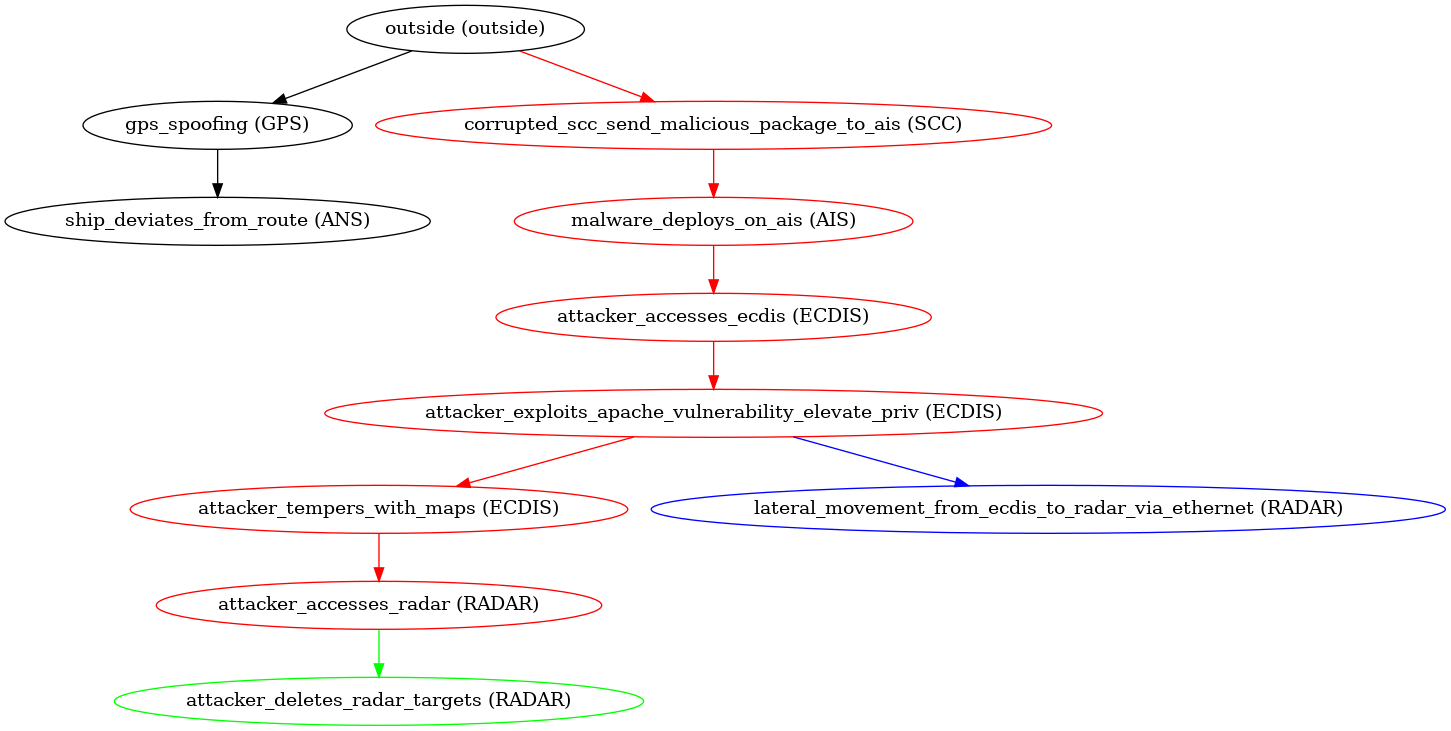 outside (outside)
gps_spoofing (GPS)
corrupted_scc_send_malicious_package_to_ais (SCC)
ship_deviates_from_route (ANS)
malware_deploys_on_ais (AIS)
attacker_accesses_ecdis (ECDIS)
attacker_exploits_apache_vulnerability_elevate_priv (ECDIS)
attacker_tempers_with_maps (ECDIS)
lateral_movement_from_ecdis_to_radar_via_ethernet (RADAR)
attacker_accesses_radar (RADAR)
attacker_deletes_radar_targets (RADAR)